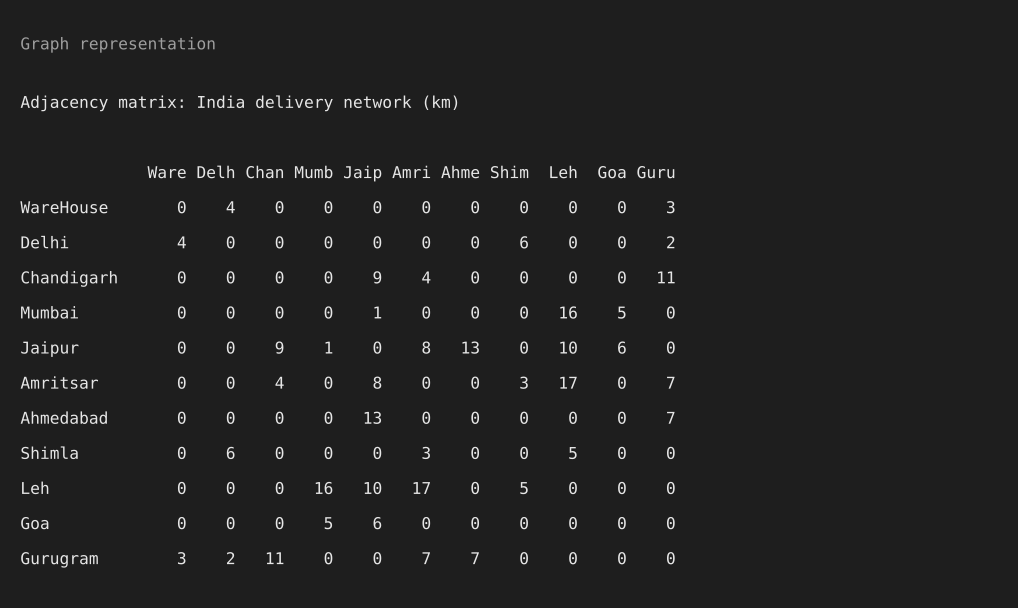 Graph representation
Adjacency matrix: India delivery network (km)
Ware Delh Chan Mumb Jaip Amri Ahme Shim Leh Goa Guru
WareHouse 0 4 0 0 0 0 0 0 0 0 3
Delhi 4 0 0 0 0 0 0 6 0 0 2
Chandigarh 0 0 0 0 9 4 0 0 0 0 11
Mumbai 0 0 0 0 1 0 0 0 16 5 0
Jaipur 0 0 9 1 0 8 13 0 10 6 0
Amritsar 0 0 4 0 8 0 0 3 17 0 7
Ahmedabad 0 0 0 0 13 0 0 0 0 0 7
Shimla 0 6 0 0 0 3 0 0 5 0 0
Leh 0 0 0 16 10 17 0 5 0 0 0
Goa 0 0 0 5 6 0 0 0 0 0 0
Gurugram 3 2 11 0 0 7 7 0 0 0 0